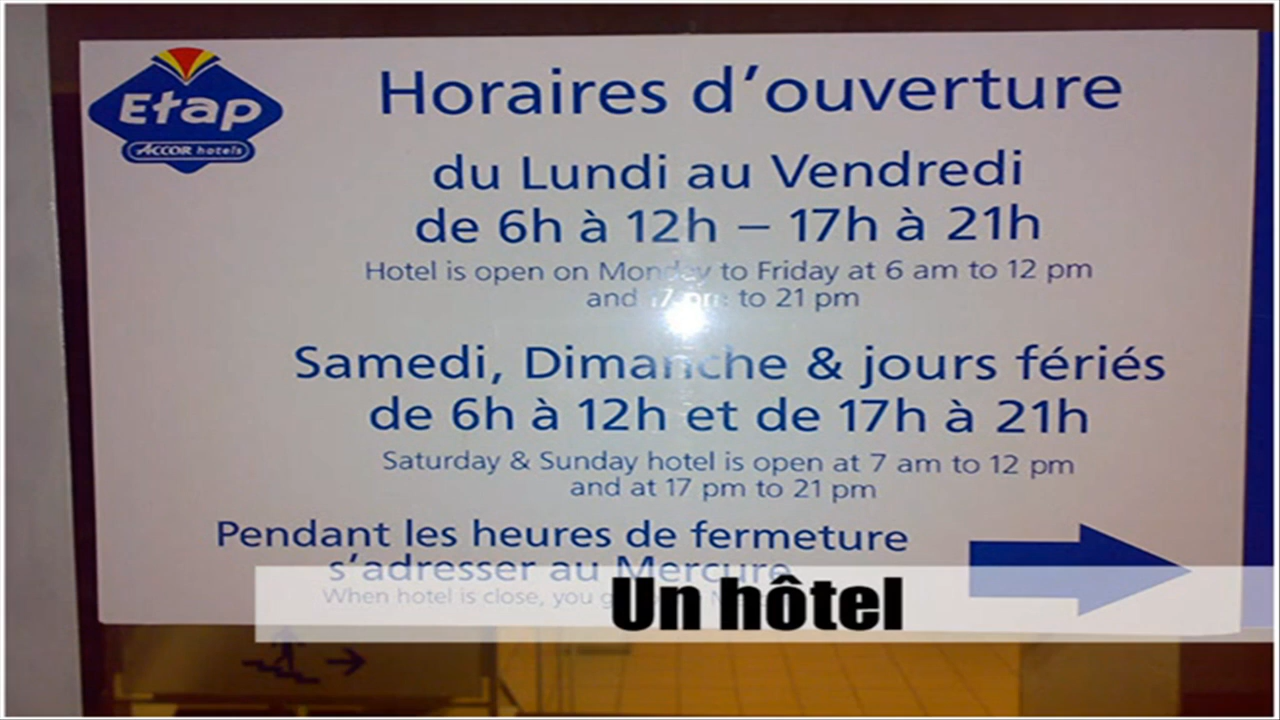 Etap
ACCOR hotels
Horaires d'ouverture
du Lundi au Vendredi
de 6h à 12h – 17h à 21h
Hotel is open on Monday to Friday at 6 am to 12 pm
and 17 pm to 21 pm
Samedi, Dimanche & jours fériés
de 6h à 12h et de 17h à 21h
Saturday & Sunday hotel is open at 7 am to 12 pm
and at 17 pm to 21 pm
Pendant les heures de fermeture
s'adresser au Mercure
When hotel is close, you
Un hôtel